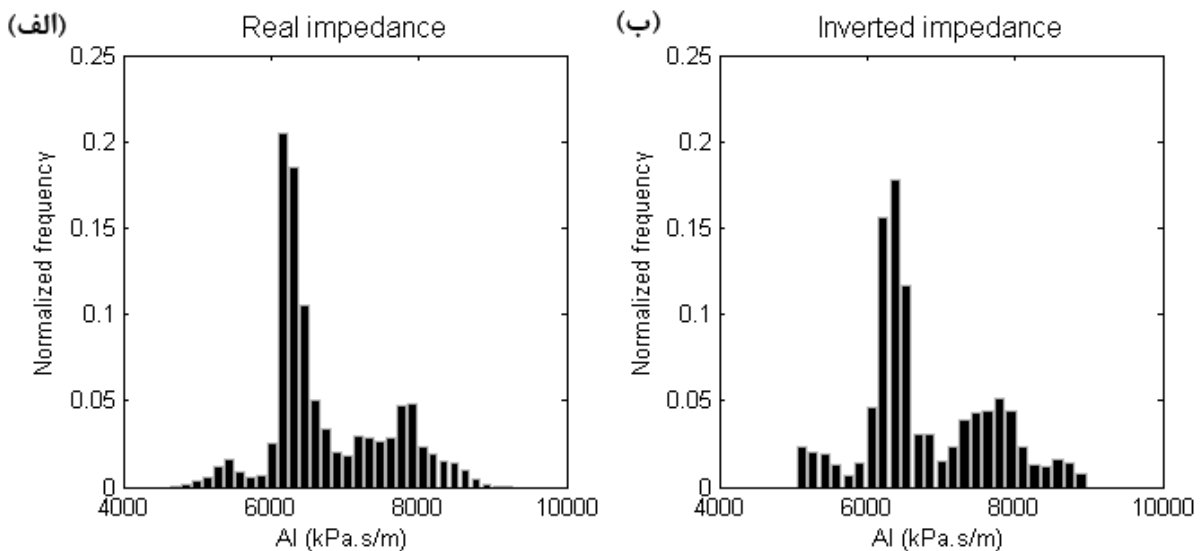 (الف)
Real impedance
0.25
0.2
0.15
0.1
0.05
0
4000 6000 8000 10000
Normalized frequency
AI (kPa.s/m)
(ب)
Inverted impedance
0.25
0.2
0.15
0.1
0.05
0
4000 6000 8000 10000
Normalized frequency
AI (kPa.s/m)